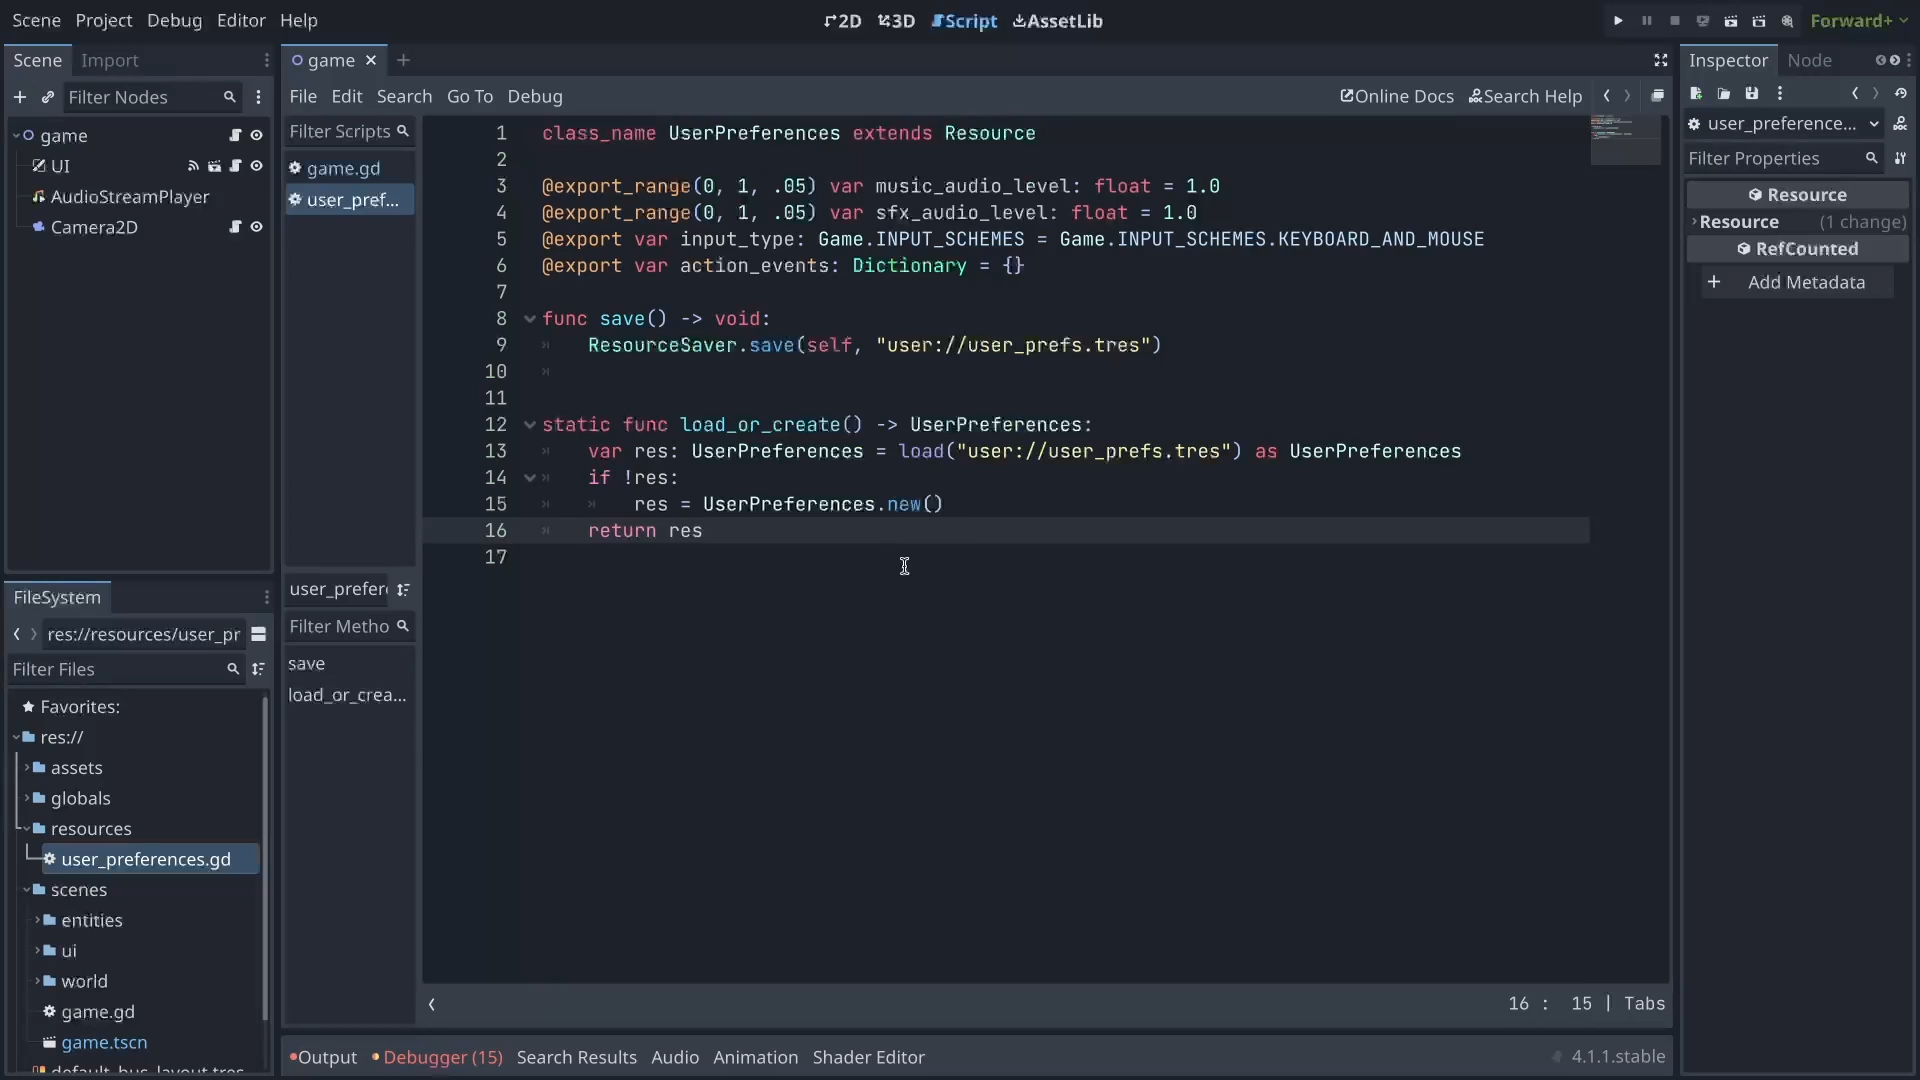 Scene Project Debug Editor Help
2D 3D Script AssetLib
Forward+
Scene Import
Filter Nodes
game
UI
AudioStreamPlayer
Camera2D
FileSystem
res://resources/user_pr
Filter Files
Favorites:
res://
assets
globals
resources
user_preferences.gd
scenes
entities
ui
world
game.gd
game.tscn
default_bus_layout.tres
game
File Edit Search Go To Debug
Online Docs Search Help
Filter Scripts
game.gd
user_pref...
user_prefer
Filter Metho
save
load_or_crea...
1 class_name UserPreferences extends Resource
2
3 @export_range(0, 1, .05) var music_audio_level: float = 1.0
4 @export_range(0, 1, .05) var sfx_audio_level: float = 1.0
5 @export var input_type: Game.INPUT_SCHEMES = Game.INPUT_SCHEMES.KEYBOARD_AND_MOUSE
6 @export var action_events: Dictionary = {}
7
8 func save() -> void:
9 ResourceSaver.save(self, "user://user_prefs.tres")
10
11
12 static func load_or_create() -> UserPreferences:
13 var res: UserPreferences = load("user://user_prefs.tres") as UserPreferences
14 if !res:
15 res = UserPreferences.new()
16 return res
17
16 : 15 | Tabs
Output Debugger (15) Search Results Audio Animation Shader Editor
4.1.1.stable
Inspector Node
user_preference...
Filter Properties
Resource
Resource (1 change)
RefCounted
Add Metadata